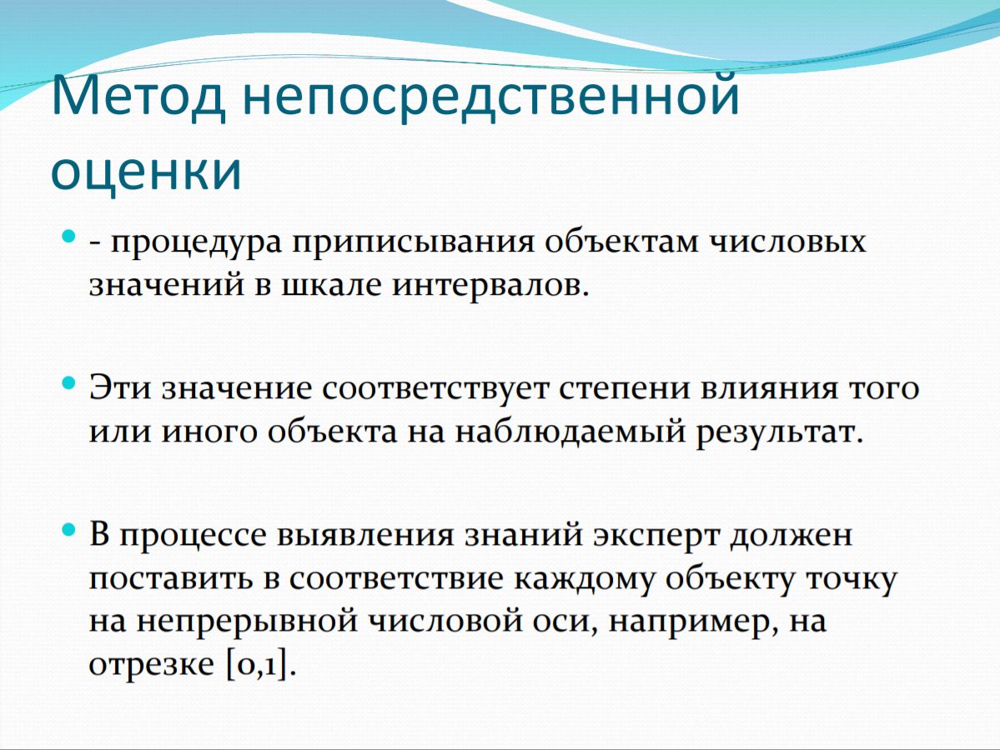 Метод непосредственной
оценки
- процедура приписывания объектам числовых
значений в шкале интервалов.
Эти значение соответствует степени влияния того
или иного объекта на наблюдаемый результат.
В процессе выявления знаний эксперт должен
поставить в соответствие каждому объекту точку
на непрерывной числовой оси, например, на
отрезке [0,1].